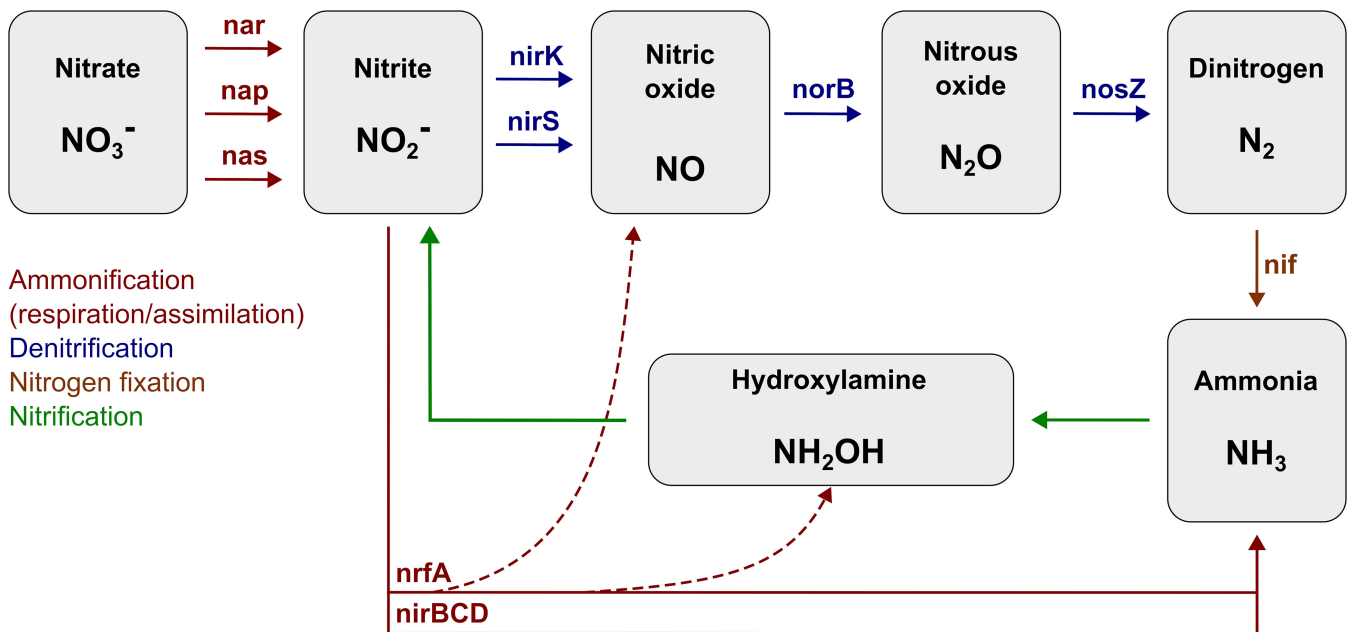 Nitrate
NO₃⁻
nar
nap
nas
Nitrite
NO₂⁻
nirK
nirS
Nitric
oxide
NO
norB
Nitrous
oxide
N₂O
nosZ
Dinitrogen
N₂
nif
Ammonification
(respiration/assimilation)
Denitrification
Nitrogen fixation
Nitrification
Hydroxylamine
NH₂OH
Ammonia
NH₃
nrfA
nirBCD